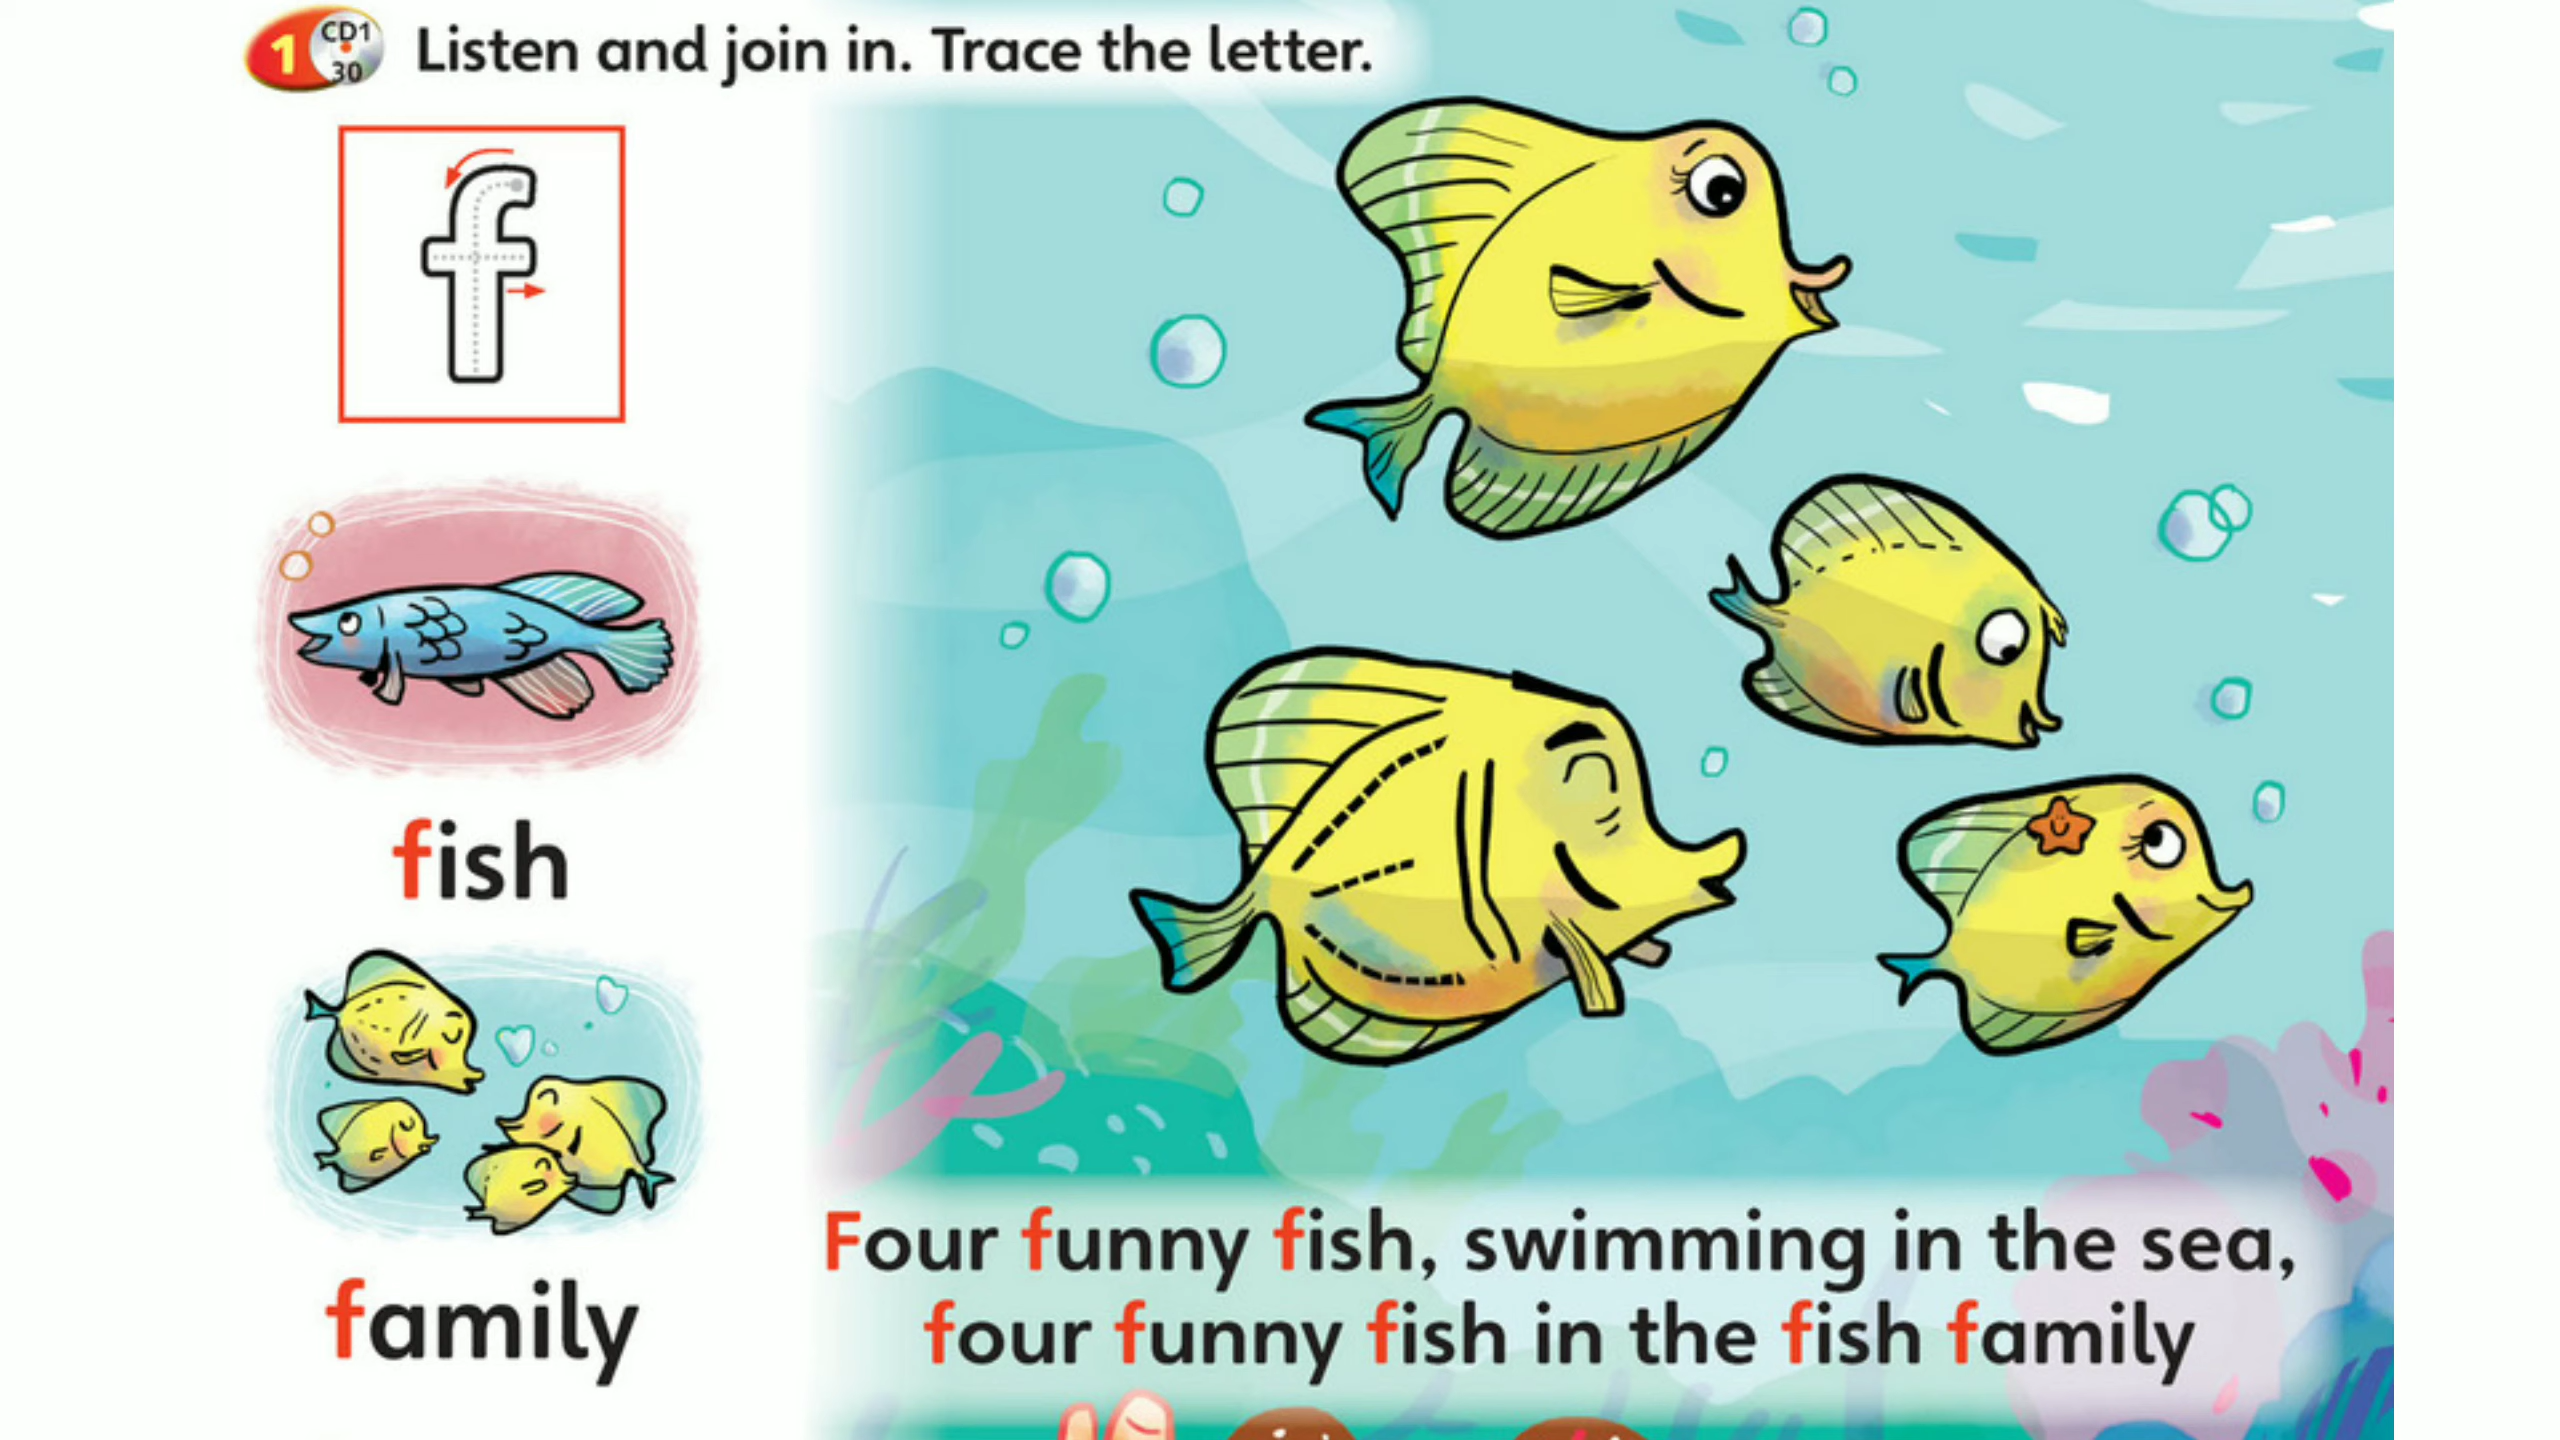 1 CD1 30 Listen and join in. Trace the letter.
f
fish
family
Four funny fish, swimming in the sea,
four funny fish in the fish family